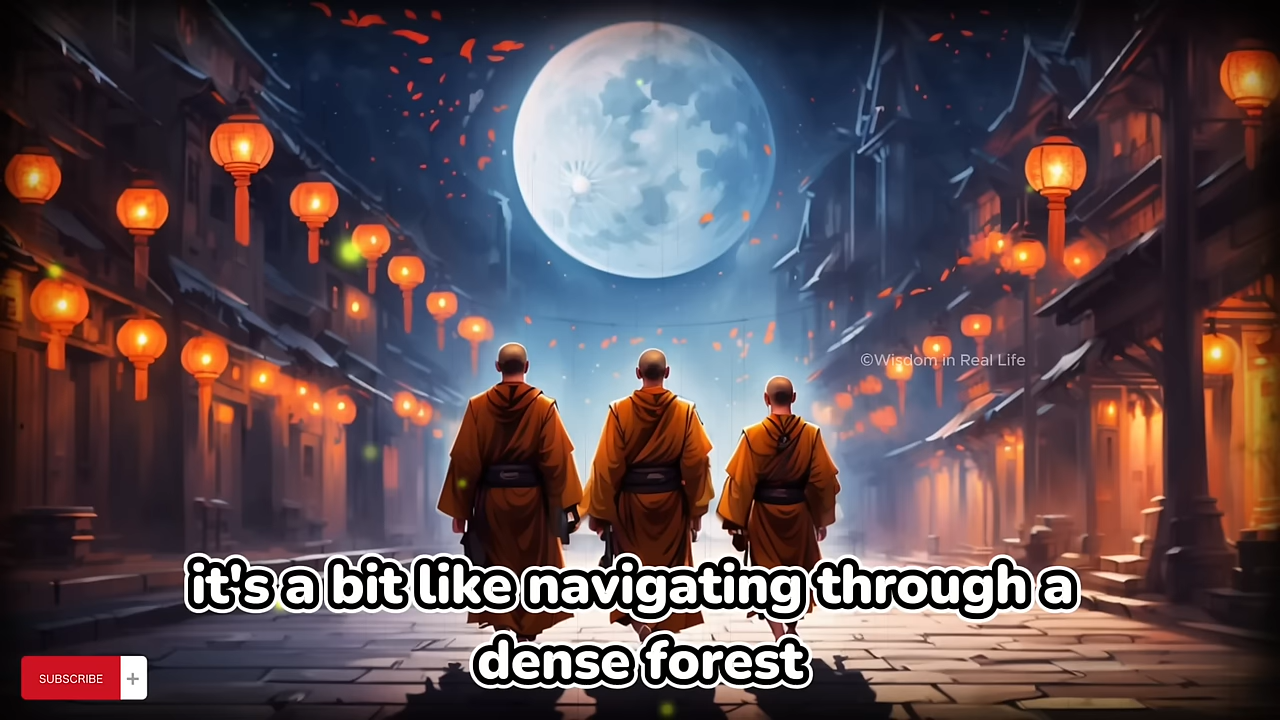 ©Wisdom in Real Life
it's a bit like navigating through a
dense forest
SUBSCRIBE +